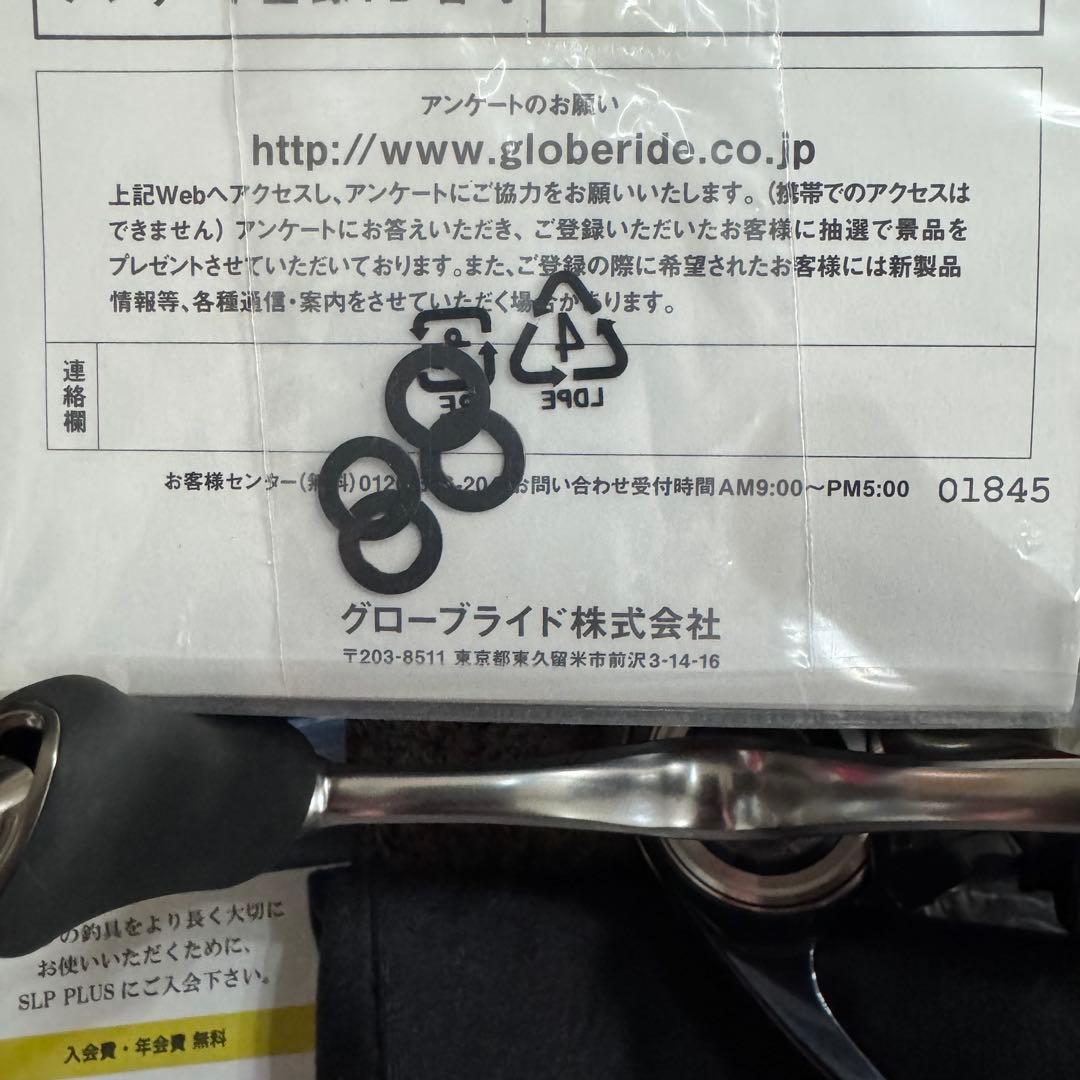 アンケートのお願い
http://www.globeride.co.jp
上記Webへアクセスし、アンケートにご協力をお願いいたします。(携帯でのアクセスは
できません) アンケートにお答えいただき、ご登録いただいたお客様に抽選で景品を
プレゼントさせていただいております。また、ご登録の際に希望されたお客様には新製品
情報等、各種通信・案内をさせていただく場合があります。
4
LDPE
連絡欄
お客様センター(無料) お問い合わせ受付時間 AM9:00〜PM5:00 01845
グローブライド株式会社
〒203-8511 東京都東久留米市前沢3-14-16
の釣具をより長く大切に
お使いいただくために、
SLP PLUS にご入会下さい。
入会費・年会費 無料